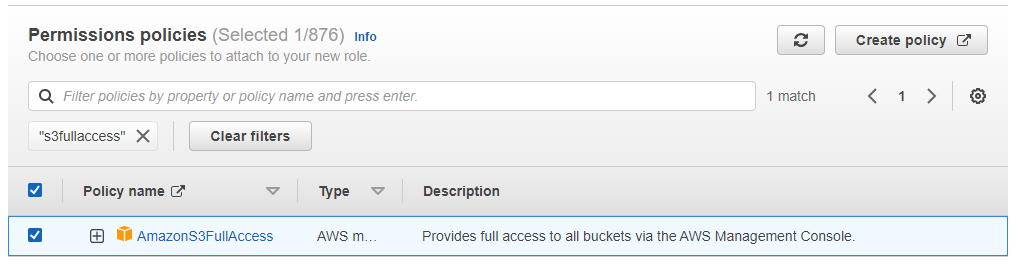 Permissions policies (Selected 1/876) Info
Choose one or more policies to attach to your new role.
Create policy
Filter policies by property or policy name and press enter.
1 match
1
"s3fullaccess"
Clear filters
Policy name
Type
Description
AmazonS3FullAccess
AWS m...
Provides full access to all buckets via the AWS Management Console.